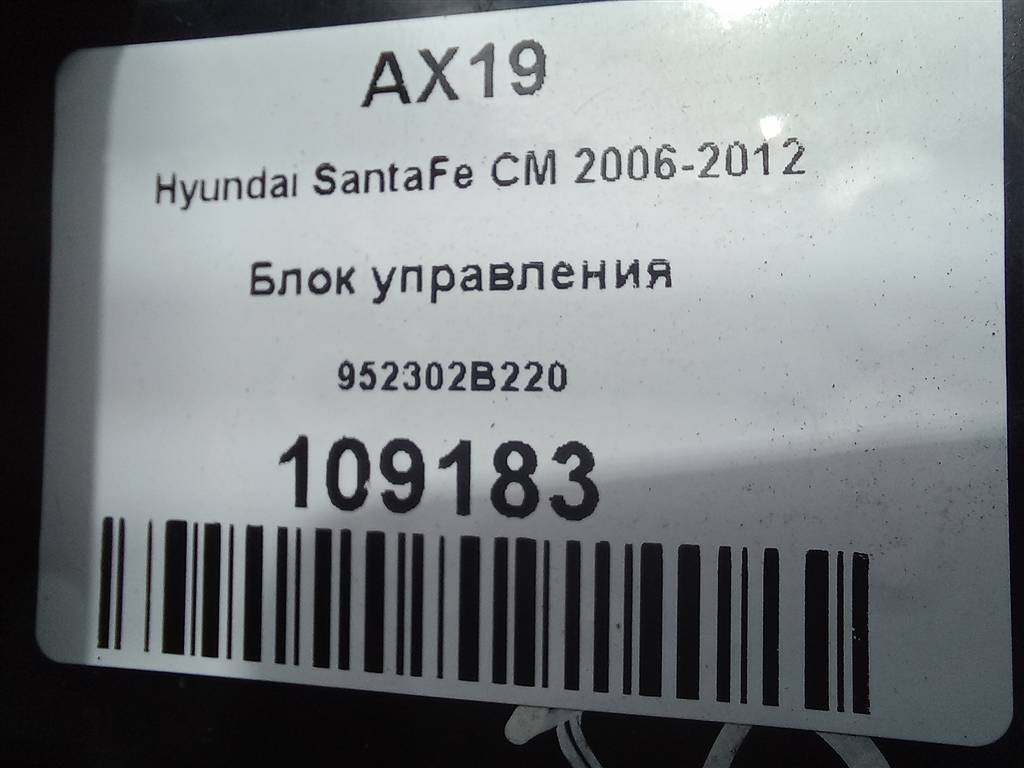 AX19
Hyundai SantaFe CM 2006-2012
Блок управления
952302B220
109183